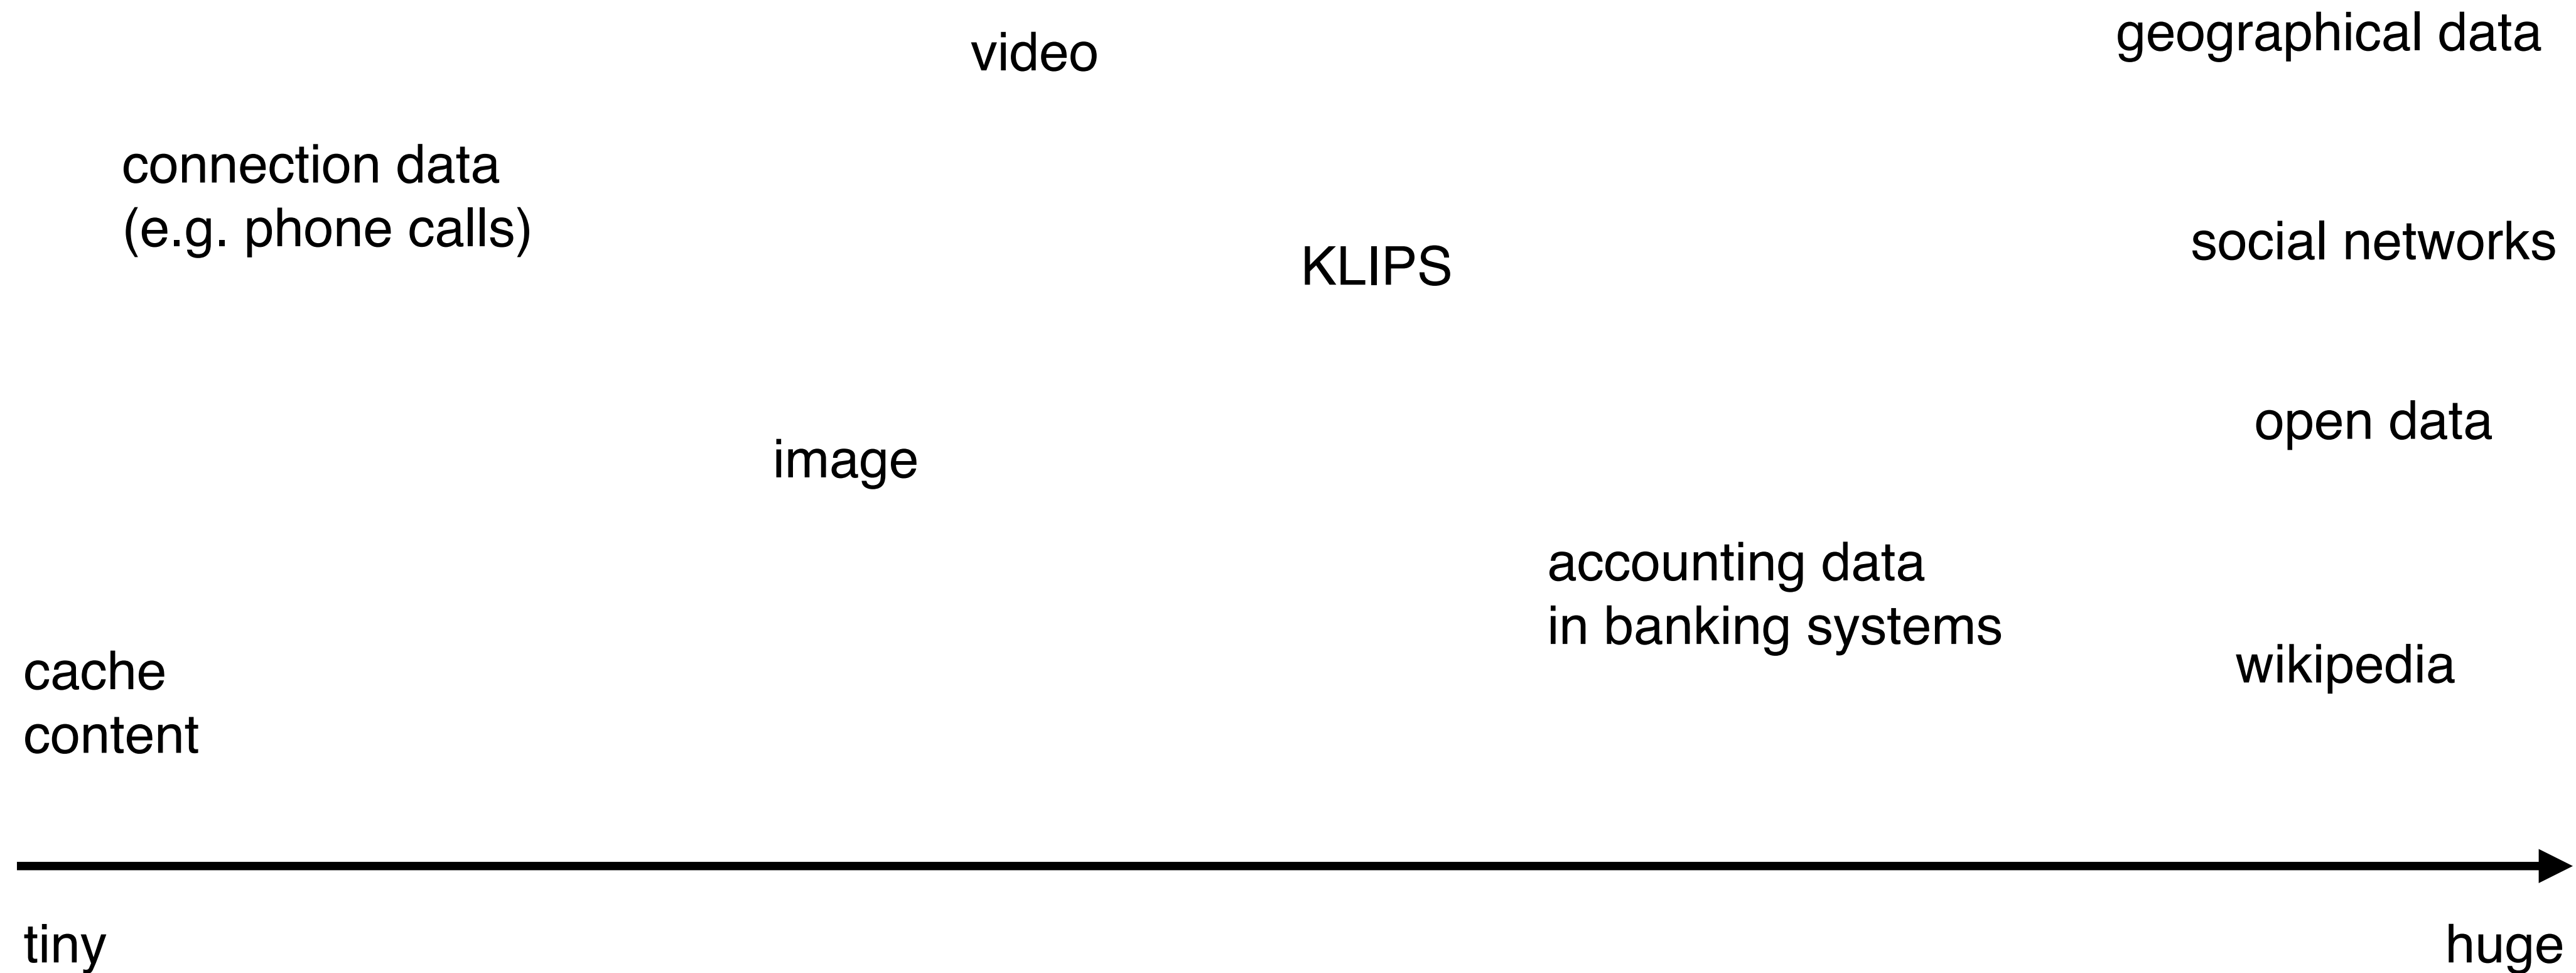 video
geographical data
connection data
(e.g. phone calls)
KLIPS
social networks
image
open data
accounting data
in banking systems
cache
content
wikipedia
tiny
huge